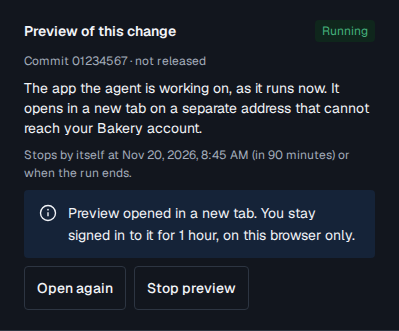 Preview of this change
Running
Commit 01234567 · not released
The app the agent is working on, as it runs now. It
opens in a new tab on a separate address that cannot
reach your Bakery account.
Stops by itself at Nov 20, 2026, 8:45 AM (in 90 minutes) or
when the run ends.
Preview opened in a new tab. You stay
signed in to it for 1 hour, on this browser only.
Open again
Stop preview